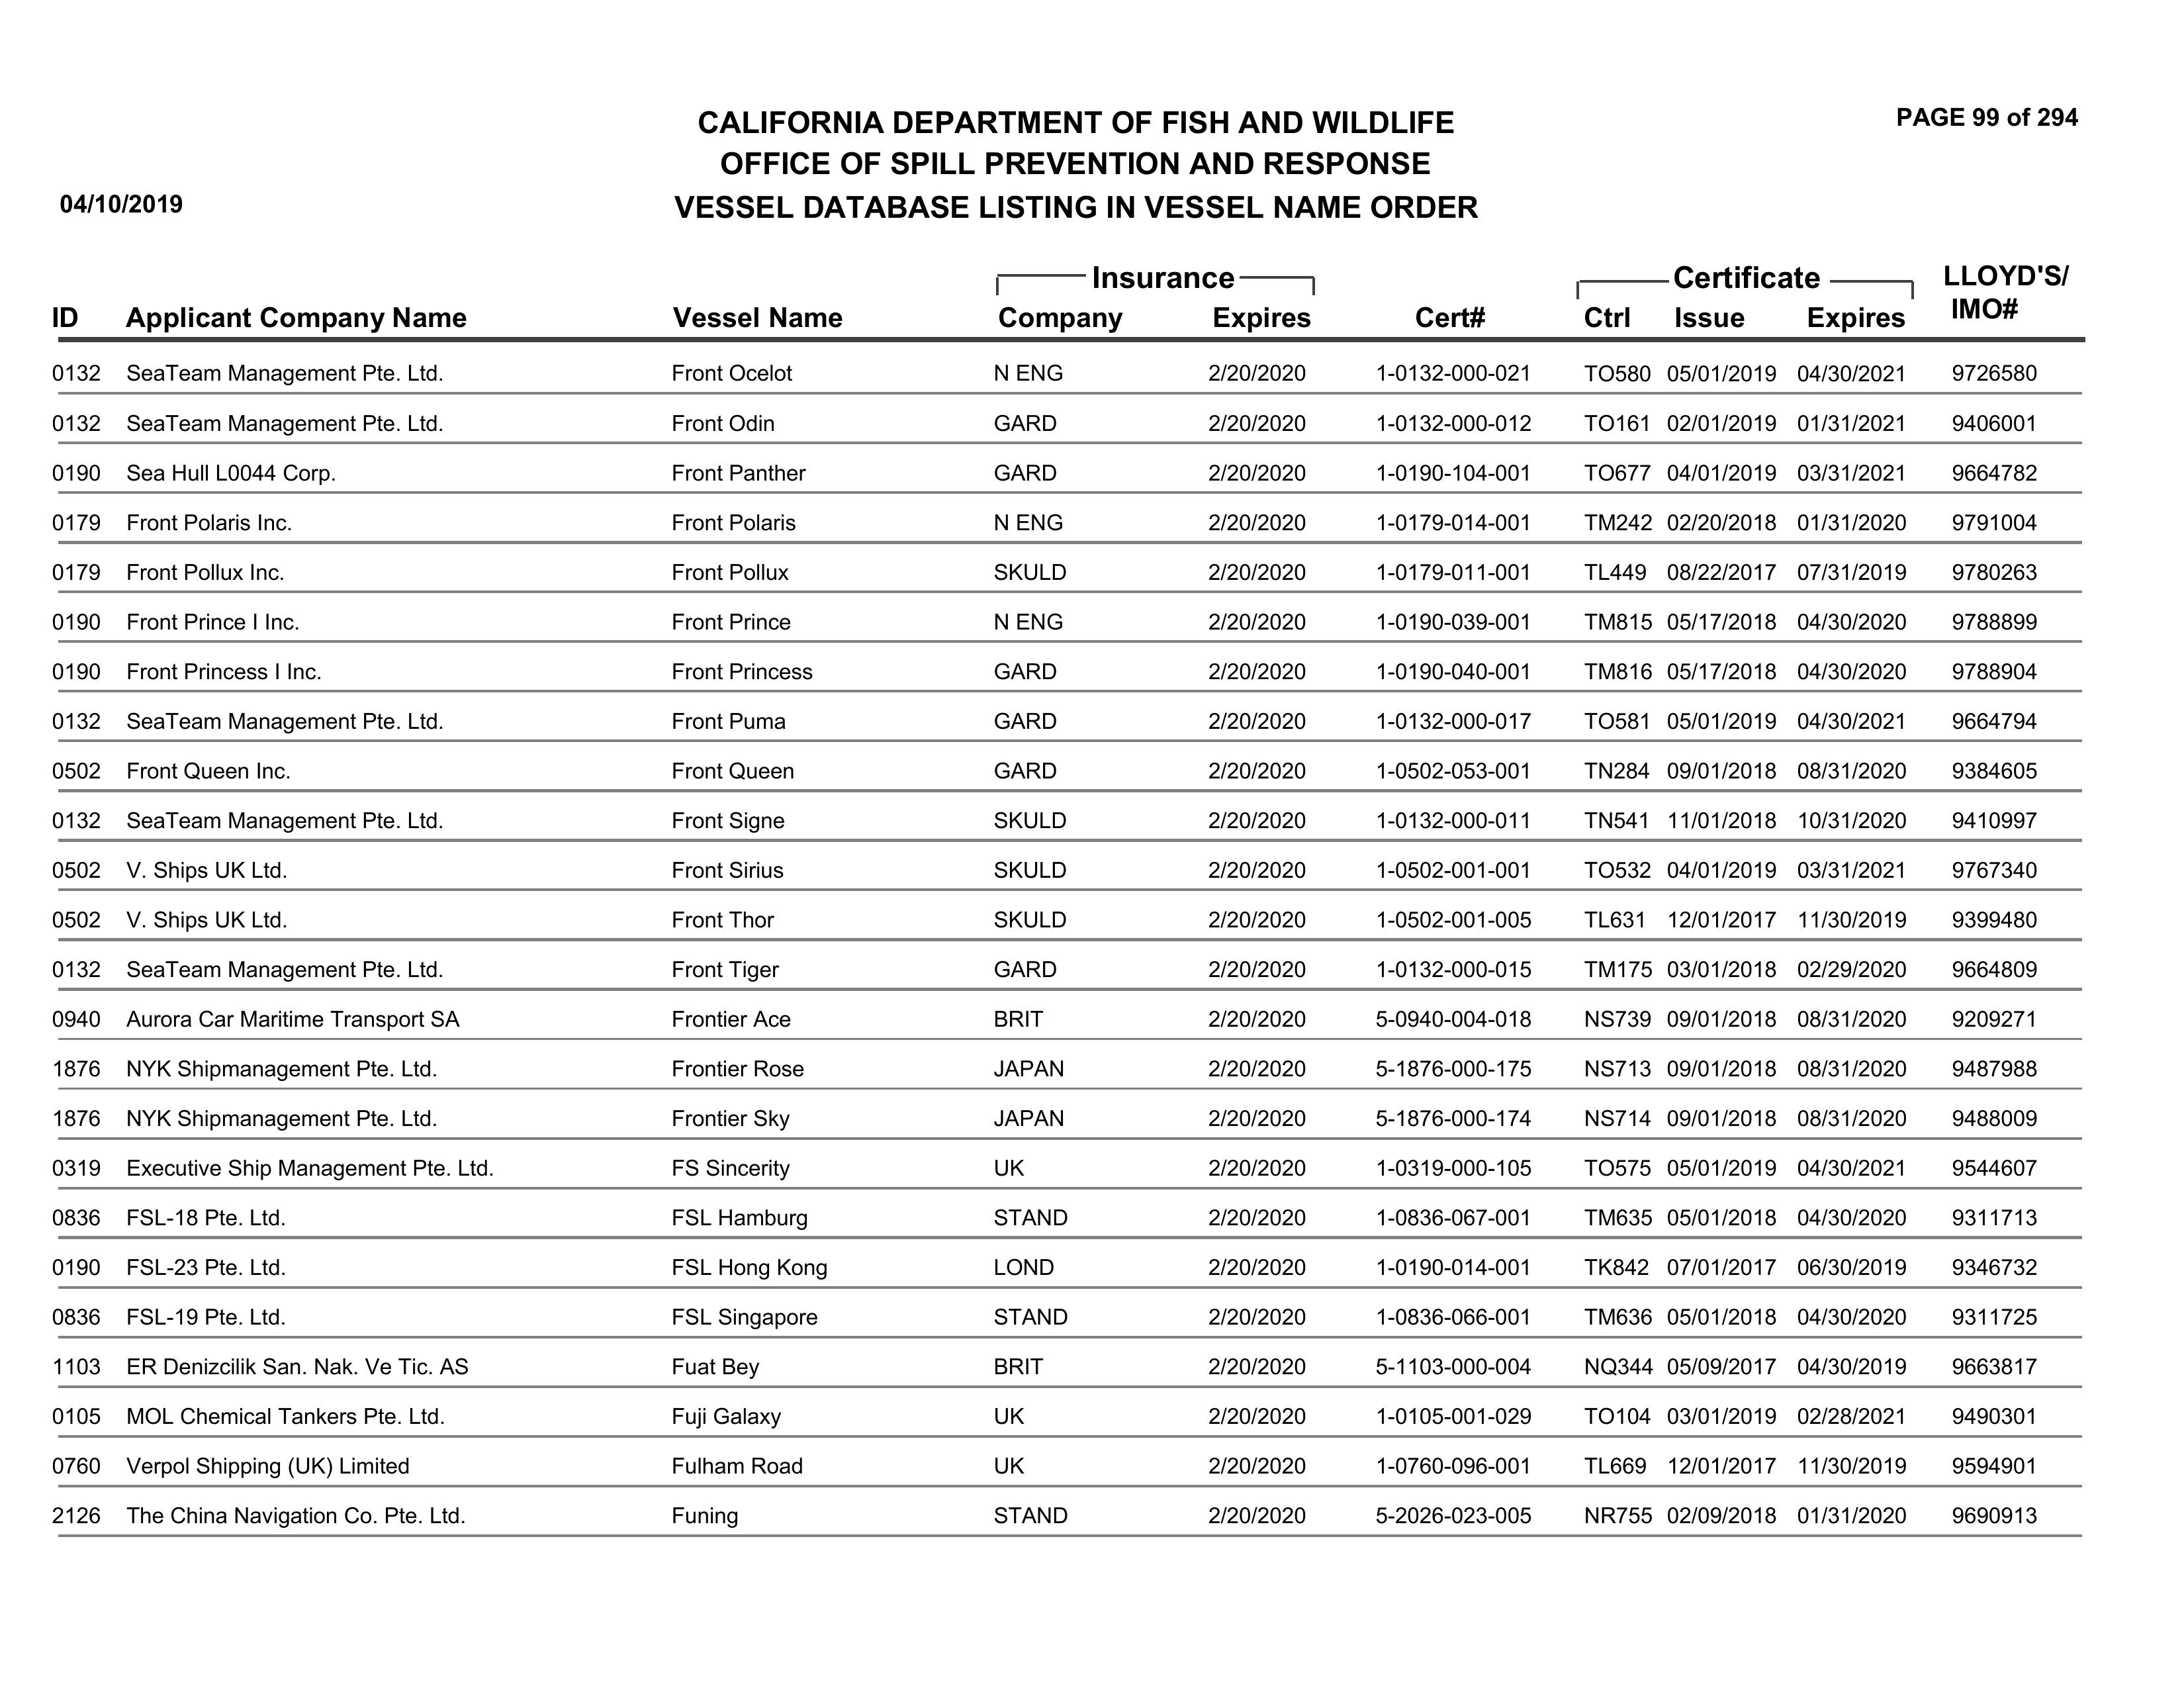 PAGE 99 of 294
CALIFORNIA DEPARTMENT OF FISH AND WILDLIFE
OFFICE OF SPILL PREVENTION AND RESPONSE
04/10/2019 VESSEL DATABASE LISTING IN VESSEL NAME ORDER
Insurance Certificate LLOYD'S/
ID Applicant Company Name Vessel Name Company Expires Cert# Ctrl Issue Expires IMO#
0132 SeaTeam Management Pte. Ltd. Front Ocelot N ENG 2/20/2020 1-0132-000-021 TO580 05/01/2019 04/30/2021 9726580
0132 SeaTeam Management Pte. Ltd. Front Odin GARD 2/20/2020 1-0132-000-012 TO161 02/01/2019 01/31/2021 9406001
0190 Sea Hull L0044 Corp. Front Panther GARD 2/20/2020 1-0190-104-001 TO677 04/01/2019 03/31/2021 9664782
0179 Front Polaris Inc. Front Polaris N ENG 2/20/2020 1-0179-014-001 TM242 02/20/2018 01/31/2020 9791004
0179 Front Pollux Inc. Front Pollux SKULD 2/20/2020 1-0179-011-001 TL449 08/22/2017 07/31/2019 9780263
0190 Front Prince I Inc. Front Prince N ENG 2/20/2020 1-0190-039-001 TM815 05/17/2018 04/30/2020 9788899
0190 Front Princess I Inc. Front Princess GARD 2/20/2020 1-0190-040-001 TM816 05/17/2018 04/30/2020 9788904
0132 SeaTeam Management Pte. Ltd. Front Puma GARD 2/20/2020 1-0132-000-017 TO581 05/01/2019 04/30/2021 9664794
0502 Front Queen Inc. Front Queen GARD 2/20/2020 1-0502-053-001 TN284 09/01/2018 08/31/2020 9384605
0132 SeaTeam Management Pte. Ltd. Front Signe SKULD 2/20/2020 1-0132-000-011 TN541 11/01/2018 10/31/2020 9410997
0502 V. Ships UK Ltd. Front Sirius SKULD 2/20/2020 1-0502-001-001 TO532 04/01/2019 03/31/2021 9767340
0502 V. Ships UK Ltd. Front Thor SKULD 2/20/2020 1-0502-001-005 TL631 12/01/2017 11/30/2019 9399480
0132 SeaTeam Management Pte. Ltd. Front Tiger GARD 2/20/2020 1-0132-000-015 TM175 03/01/2018 02/29/2020 9664809
0940 Aurora Car Maritime Transport SA Frontier Ace BRIT 2/20/2020 5-0940-004-018 NS739 09/01/2018 08/31/2020 9209271
1876 NYK Shipmanagement Pte. Ltd. Frontier Rose JAPAN 2/20/2020 5-1876-000-175 NS713 09/01/2018 08/31/2020 9487988
1876 NYK Shipmanagement Pte. Ltd. Frontier Sky JAPAN 2/20/2020 5-1876-000-174 NS714 09/01/2018 08/31/2020 9488009
0319 Executive Ship Management Pte. Ltd. FS Sincerity UK 2/20/2020 1-0319-000-105 TO575 05/01/2019 04/30/2021 9544607
0836 FSL-18 Pte. Ltd. FSL Hamburg STAND 2/20/2020 1-0836-067-001 TM635 05/01/2018 04/30/2020 9311713
0190 FSL-23 Pte. Ltd. FSL Hong Kong LOND 2/20/2020 1-0190-014-001 TK842 07/01/2017 06/30/2019 9346732
0836 FSL-19 Pte. Ltd. FSL Singapore STAND 2/20/2020 1-0836-066-001 TM636 05/01/2018 04/30/2020 9311725
1103 ER Denizcilik San. Nak. Ve Tic. AS Fuat Bey BRIT 2/20/2020 5-1103-000-004 NQ344 05/09/2017 04/30/2019 9663817
0105 MOL Chemical Tankers Pte. Ltd. Fuji Galaxy UK 2/20/2020 1-0105-001-029 TO104 03/01/2019 02/28/2021 9490301
0760 Verpol Shipping (UK) Limited Fulham Road UK 2/20/2020 1-0760-096-001 TL669 12/01/2017 11/30/2019 9594901
2126 The China Navigation Co. Pte. Ltd. Funing STAND 2/20/2020 5-2026-023-005 NR755 02/09/2018 01/31/2020 9690913